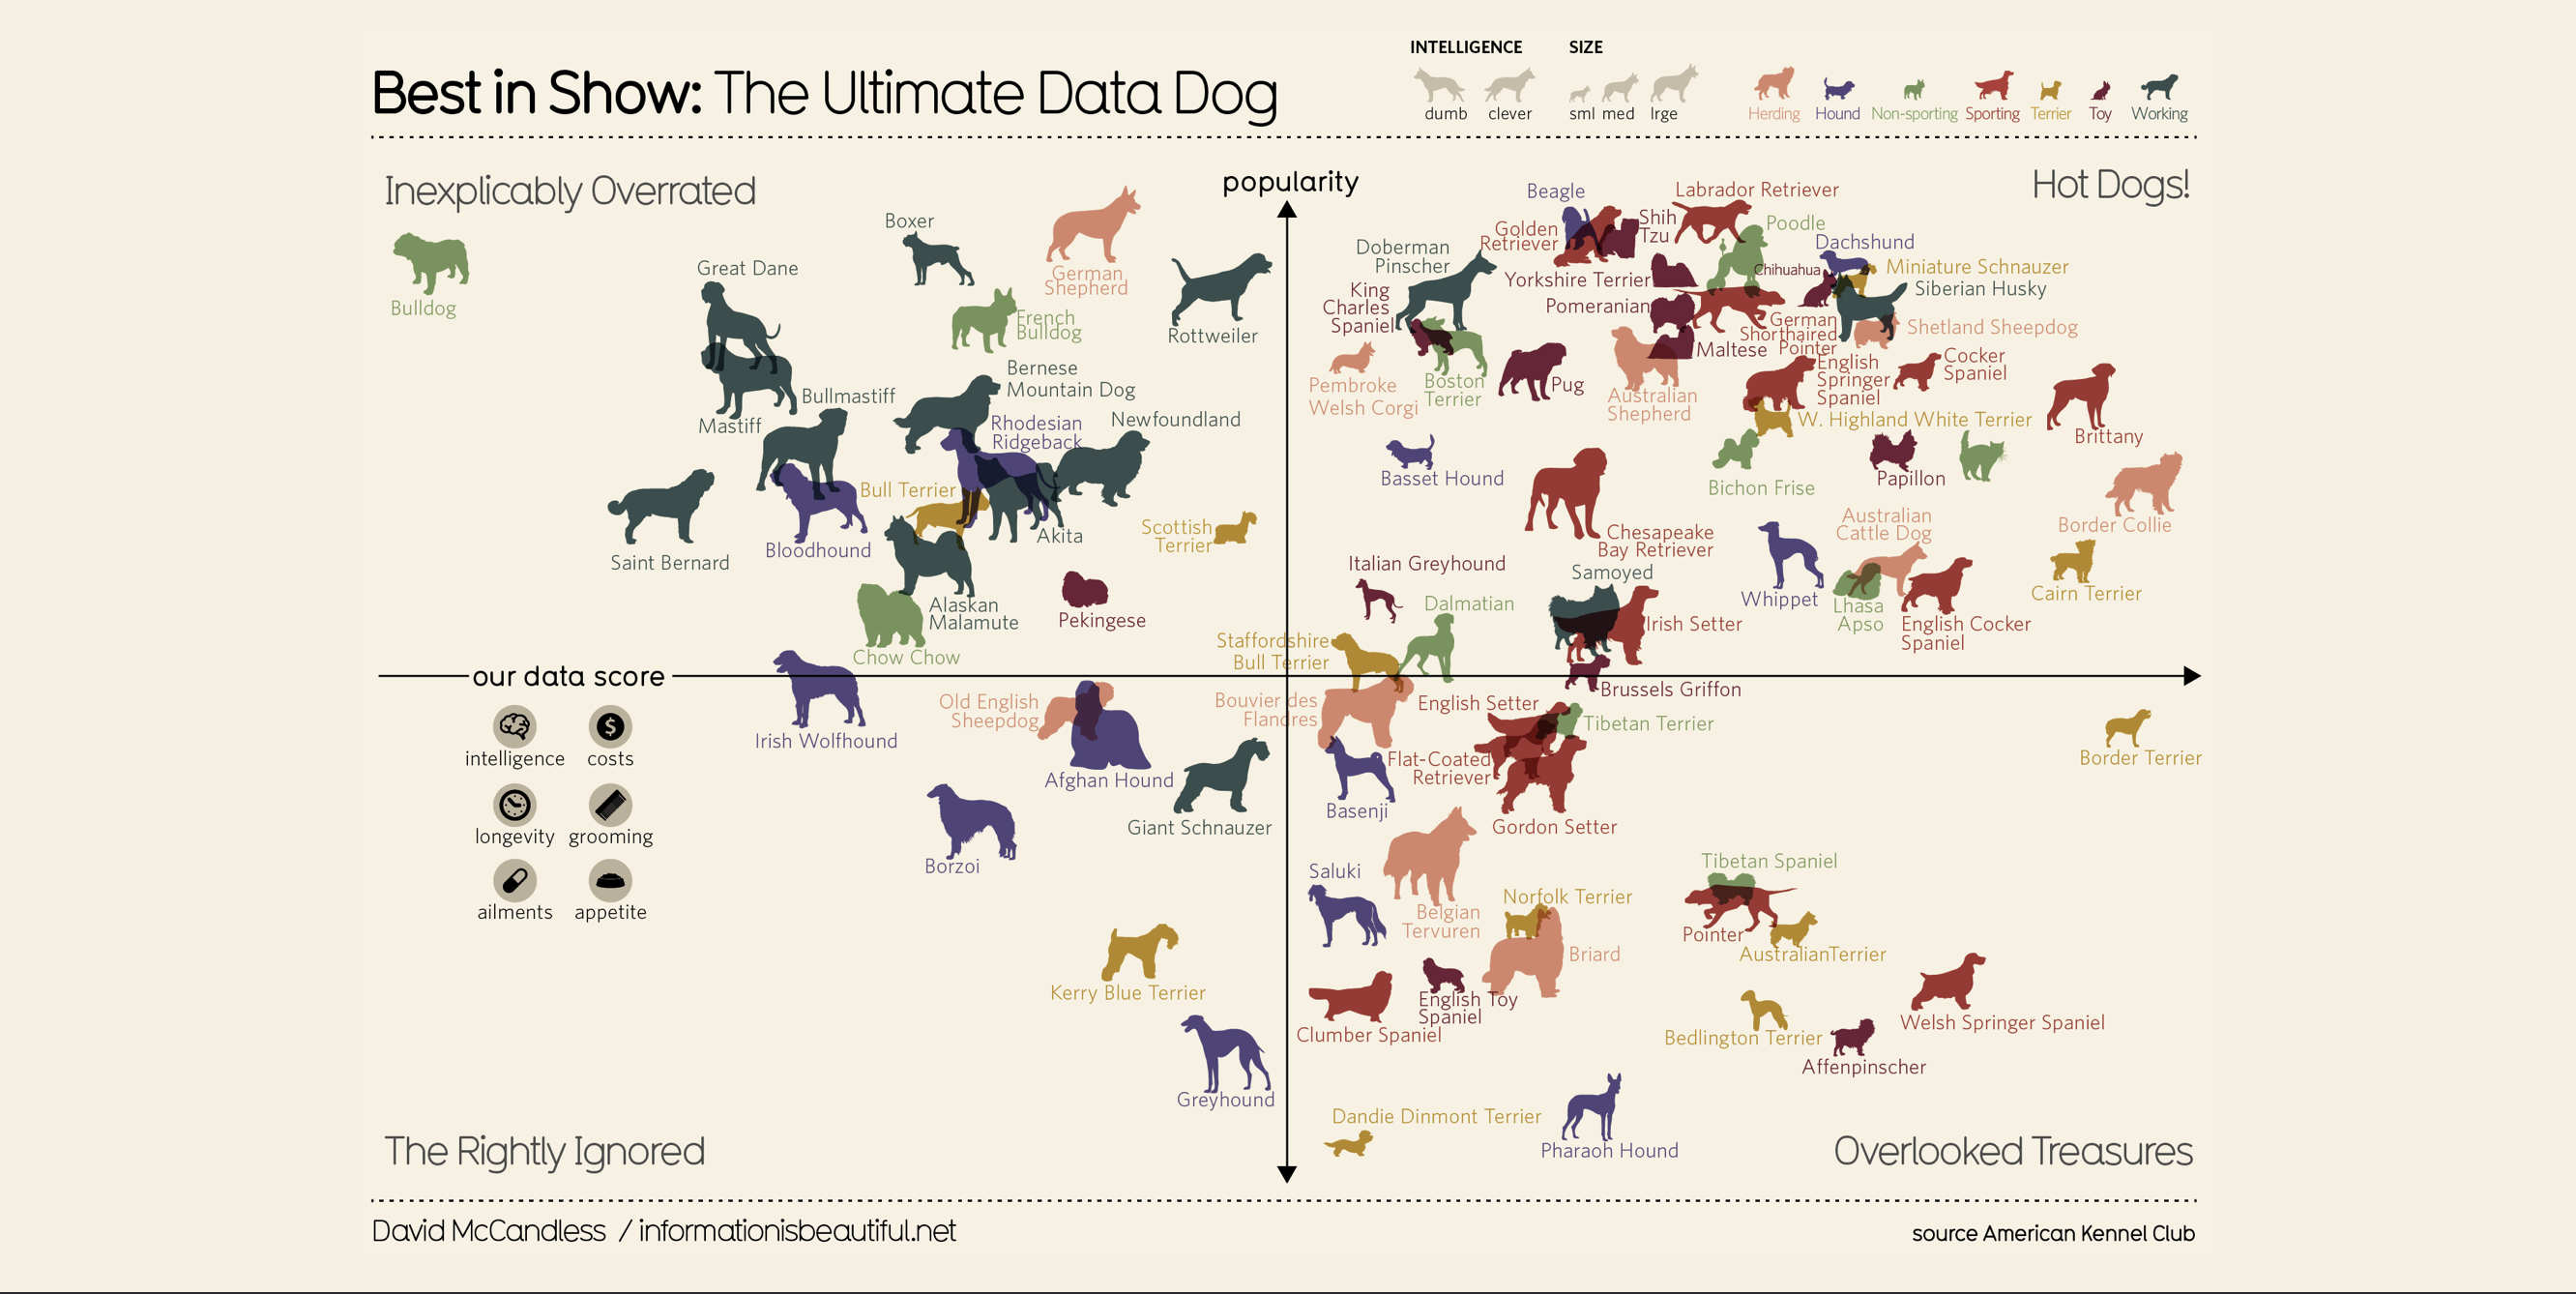 INTELLIGENCE
SIZE
Best in Show: The Ultimate Data Dog
dumb
clever
sml
med
lrge
Herding
Hound
Non-sporting
Sporting
Terrier
Toy
Working
Inexplicably Overrated
popularity
Hot Dogs!
Boxer
German
Shepherd
Bulldog
Great Dane
French
Bulldog
Rottweiler
Bernese
Mountain Dog
Bullmastiff
Mastiff
Rhodesian
Ridgeback
Newfoundland
Bull Terrier
Akita
Scottish
Terrier
Saint Bernard
Bloodhound
Alaskan
Malamute
Pekingese
Chow Chow
Beagle
Labrador Retriever
Golden
Retriever
Shih
Tzu
Poodle
Doberman
Pinscher
Dachshund
Yorkshire Terrier
Chihuahua
Miniature Schnauzer
Siberian Husky
King
Charles
Spaniel
Pomeranian
German
Shorthaired
Pointer
Shetland Sheepdog
Maltese
Pembroke
Welsh Corgi
Boston
Terrier
Pug
Australian
Shepherd
English
Springer
Spaniel
Cocker
Spaniel
W. Highland White Terrier
Brittany
Basset Hound
Bichon Frise
Papillon
Chesapeake
Bay Retriever
Australian
Cattle Dog
Border Collie
Italian Greyhound
Samoyed
Whippet
Lhasa
Apso
English Cocker
Spaniel
Cairn Terrier
Dalmatian
Irish Setter
Staffordshire
Bull Terrier
our data score
intelligence
costs
longevity
grooming
ailments
appetite
Irish Wolfhound
Old English
Sheepdog
Afghan Hound
Giant Schnauzer
Borzoi
Kerry Blue Terrier
Greyhound
Bouvier des
Flandres
English Setter
Brussels Griffon
Tibetan Terrier
Flat-Coated
Retriever
Basenji
Gordon Setter
Border Terrier
Saluki
Belgian
Tervuren
Norfolk Terrier
Briard
Tibetan Spaniel
Pointer
AustralianTerrier
English Toy
Spaniel
Clumber Spaniel
Bedlington Terrier
Welsh Springer Spaniel
Affenpinscher
Dandie Dinmont Terrier
Pharaoh Hound
The Rightly Ignored
Overlooked Treasures
David McCandless / informationisbeautiful.net
source American Kennel Club